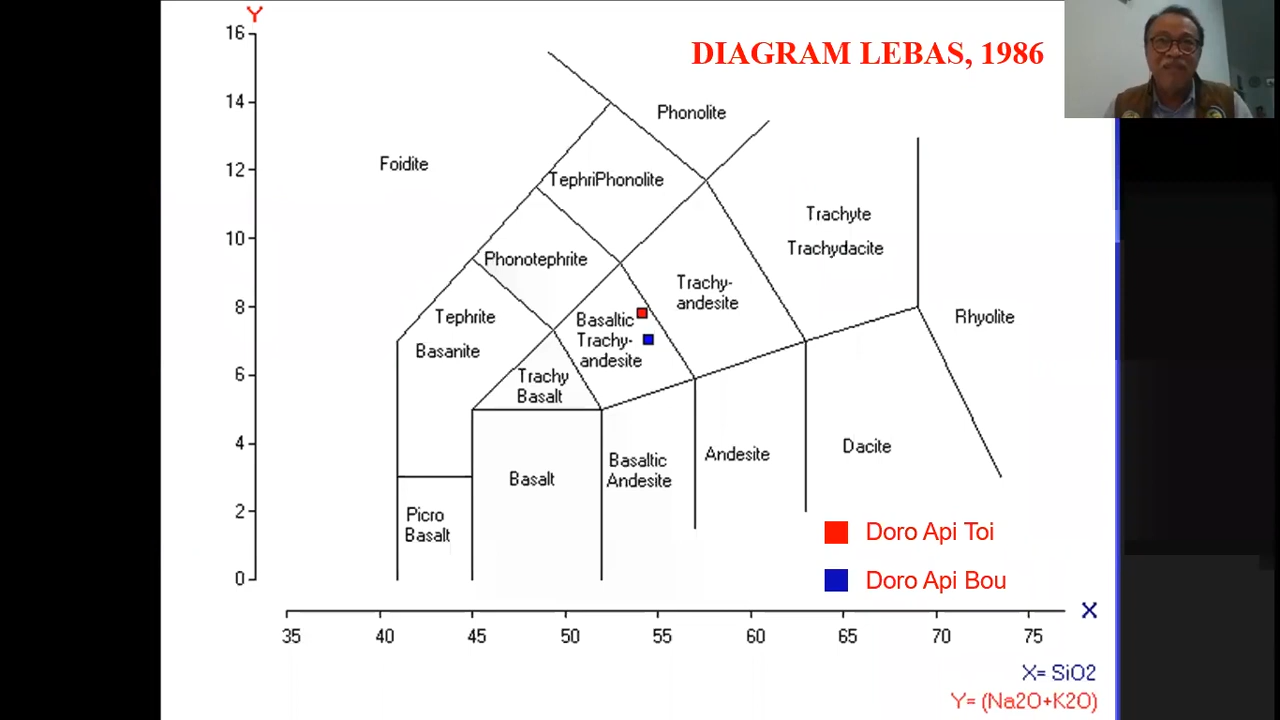 Y
DIAGRAM LEBAS, 1986
16
14
12
10
8
6
4
2
0
Phonolite
Foidite
TephriPhonolite
Trachyte
Trachydacite
Phonotephrite
Trachy-
andesite
Tephrite
Basanite
Basaltic
Trachy-
andesite
Rhyolite
Trachy
Basalt
Basalt
Basaltic
Andesite
Andesite
Dacite
Picro
Basalt
Doro Api Toi
Doro Api Bou
35 40 45 50 55 60 65 70 75
X
X= SiO2
Y= (Na2O+K2O)